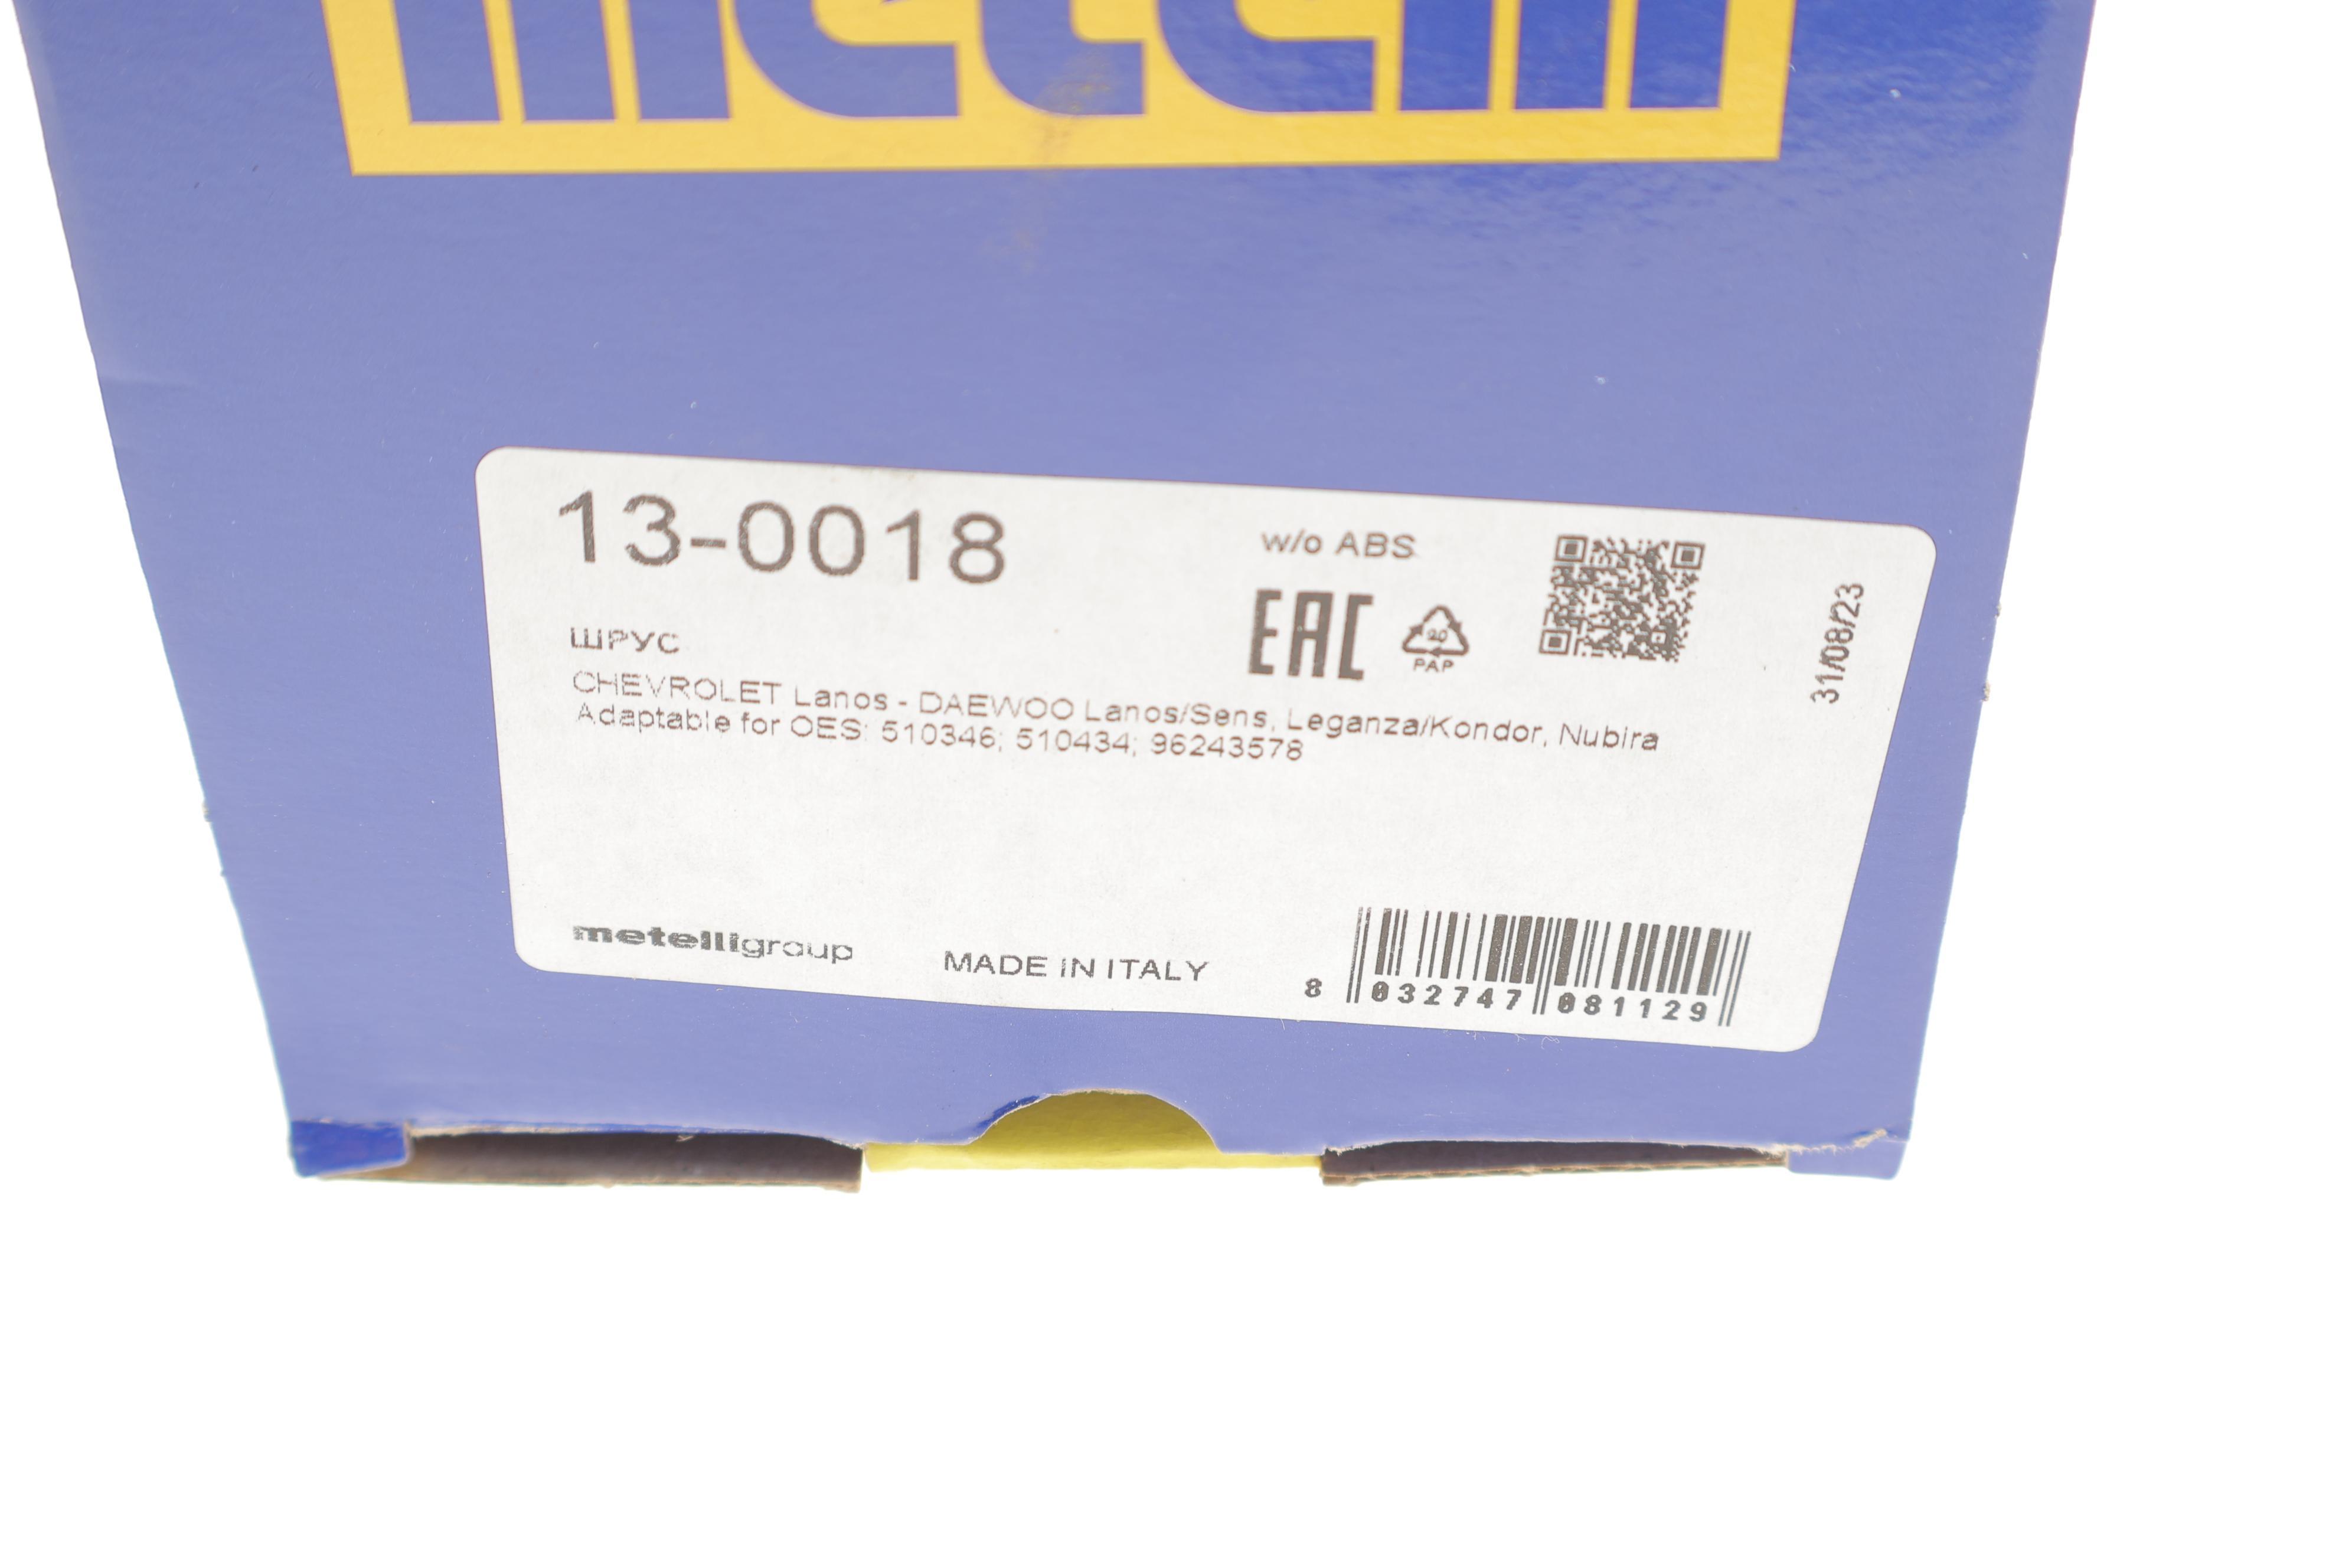 metelli
13-0018
w/o ABS
EAC
20
PAP
31/08/23
ШРУС
CHEVROLET Lanos - DAEWOO Lanos/Sens, Leganza/Kondor, Nubira
Adaptable for OES: 510346; 510434; 96243578
metelligroup
MADE IN ITALY
8 032747 081129